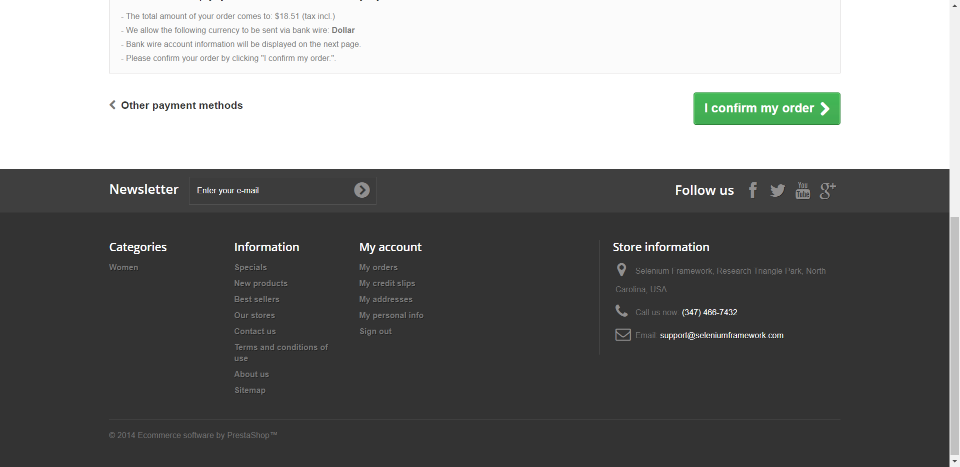 - The total amount of your order comes to: $18.51 (tax incl.)
- We allow the following currency to be sent via bank wire: Dollar
- Bank wire account information will be displayed on the next page.
- Please confirm your order by clicking "I confirm my order.".
Other payment methods
I confirm my order
Newsletter
Enter your e-mail
Follow us
Categories
Women
Information
Specials
New products
Best sellers
Our stores
Contact us
Terms and conditions of
use
About us
Sitemap
My account
My orders
My credit slips
My addresses
My personal info
Sign out
Store information
Selenium Framework, Research Triangle Park, North
Carolina, USA
Call us now: (347) 466-7432
Email: support@seleniumframework.com
© 2014 Ecommerce software by PrestaShop™